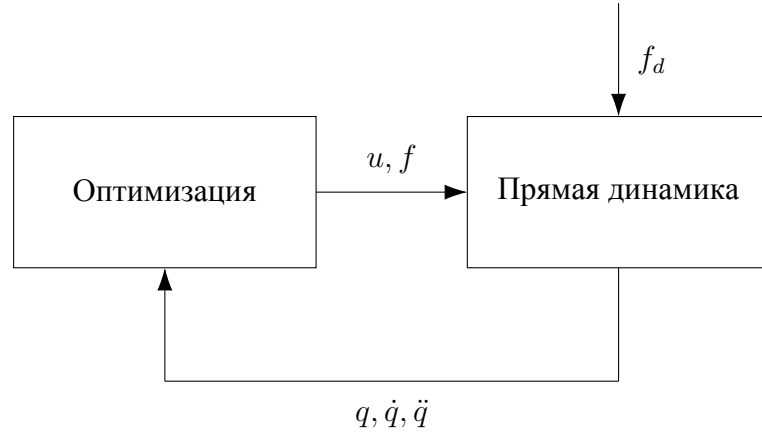 f_d
u, f
Оптимизация
Прямая динамика
q, q̇, q̈